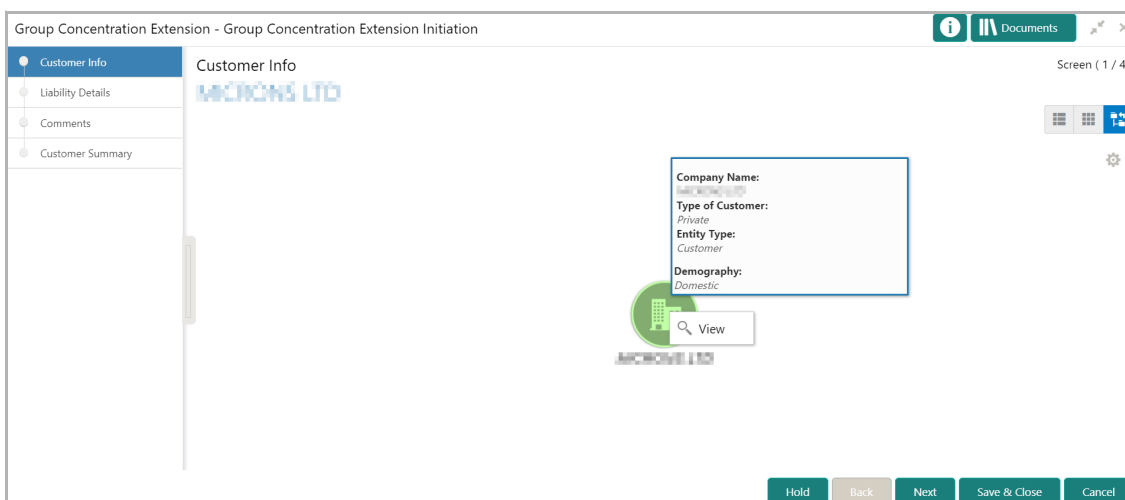 Group Concentration Extension - Group Concentration Extension Initiation
Documents
Customer Info
Liability Details
Comments
Customer Summary
Customer Info
Screen ( 1 / 4
Company Name:
Type of Customer:
Private
Entity Type:
Customer
Demography:
Domestic
View
Hold
Back
Next
Save & Close
Cancel